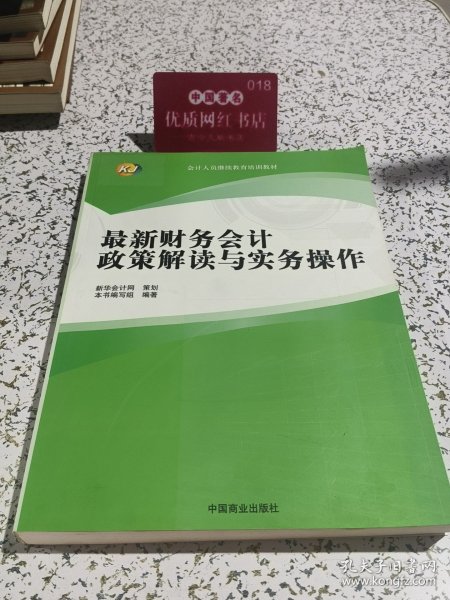 018
中国著名
优质网红书店
KJ
会计人员继续教育培训教材
最新财务会计
政策解读与实务操作
新华会计网 策划
本书编写组 编著
中国商业出版社
孔夫子旧书网
www.kongfz.com